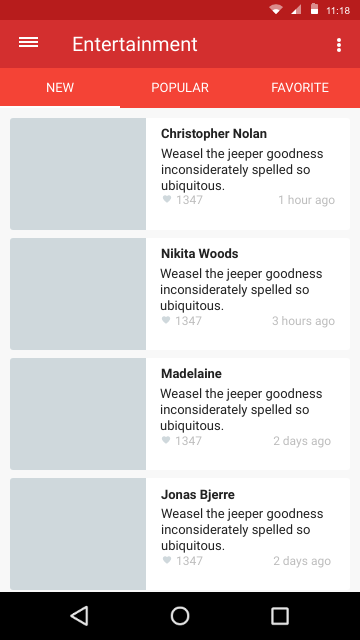 11:18
Entertainment
NEW POPULAR FAVORITE
Christopher Nolan
Weasel the jeeper goodness
inconsiderately spelled so
ubiquitous.
1347 1 hour ago
Nikita Woods
Weasel the jeeper goodness
inconsiderately spelled so
ubiquitous.
1347 3 hours ago
Madelaine
Weasel the jeeper goodness
inconsiderately spelled so
ubiquitous.
1347 2 days ago
Jonas Bjerre
Weasel the jeeper goodness
inconsiderately spelled so
ubiquitous.
1347 2 days ago